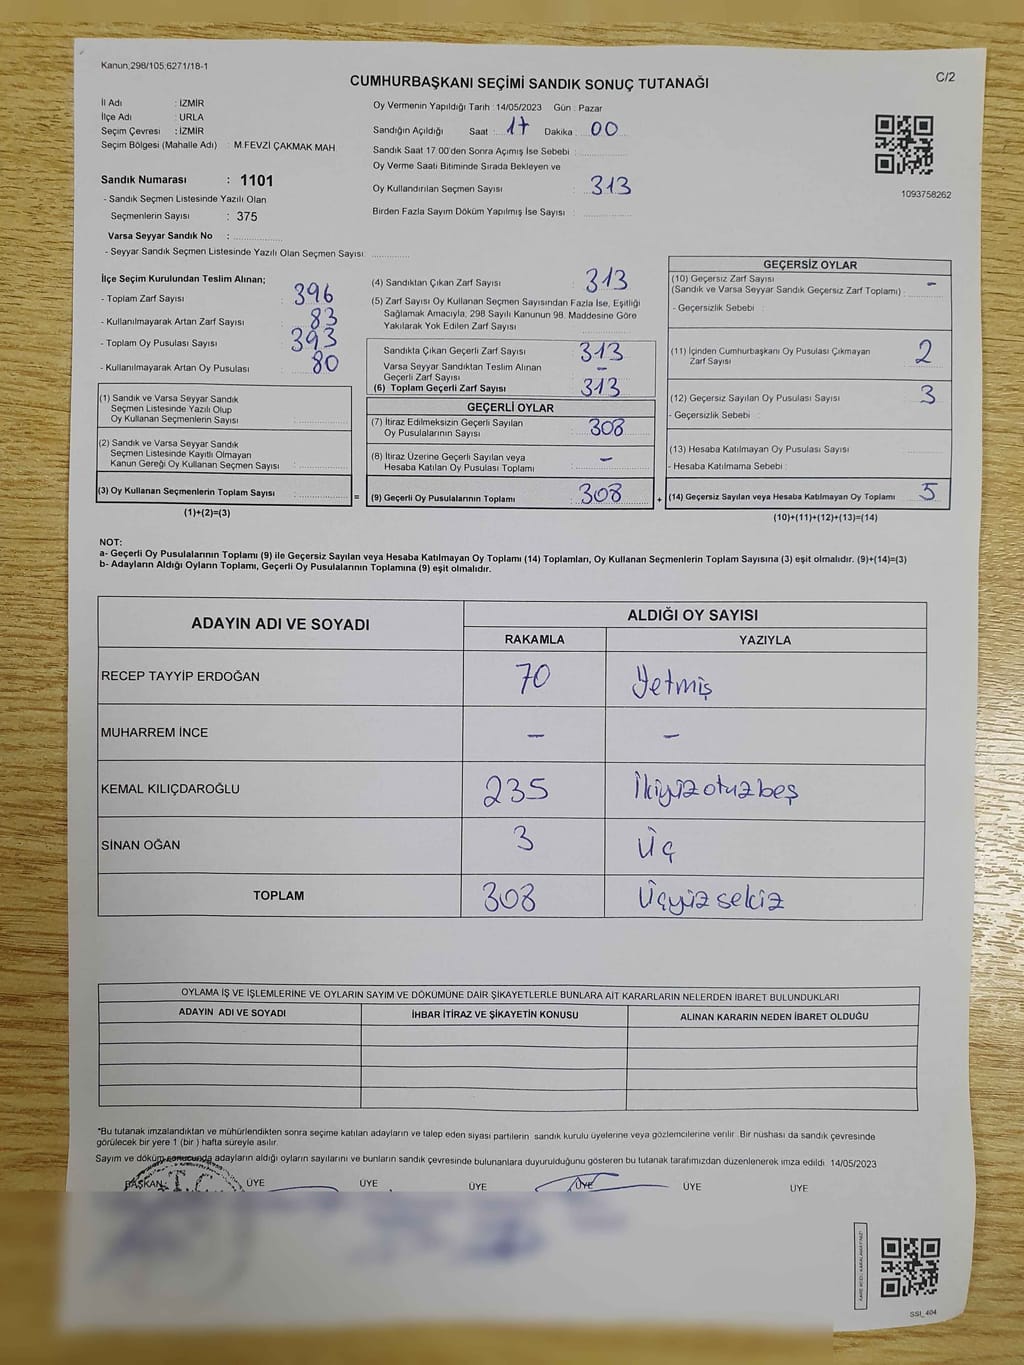 Kanun,298/105,6271/18-1
C/2
CUMHURBAŞKANI SEÇİMİ SANDIK SONUÇ TUTANAĞI
İl Adı : İZMİR
İlçe Adı : URLA
Seçim Çevresi : İZMİR
Seçim Bölgesi (Mahalle Adı) : M.FEVZİ ÇAKMAK MAH
Sandık Numarası : 1101
- Sandık Seçmen Listesinde Yazılı Olan
Seçmenlerin Sayısı : 375
Varsa Seyyar Sandık No :
- Seyyar Sandık Seçmen Listesinde Yazılı Olan Seçmen Sayısı:
Oy Vermenin Yapıldığı Tarih : 14/05/2023 Gün : Pazar
Sandığın Açıldığı Saat : 17 Dakika : 00
Sandık Saat 17:00'den Sonra Açımış İse Sebebi :
Oy Verme Saati Bitiminde Sırada Bekleyen ve
Oy Kullandırılan Seçmen Sayısı : 313
Birden Fazla Sayım Döküm Yapılmış İse Sayısı :
1093758262
İlçe Seçim Kurulundan Teslim Alınan;
- Toplam Zarf Sayısı : 396
- Kullanılmayarak Artan Zarf Sayısı : 83
- Toplam Oy Pusulası Sayısı : 393
- Kullanılmayarak Artan Oy Pusulası : 80
(1) Sandık ve Varsa Seyyar Sandık
Seçmen Listesinde Yazılı Olup
Oy Kullanan Seçmenlerin Sayısı :
(2) Sandık ve Varsa Seyyar Sandık
Seçmen Listesinde Kayıtlı Olmayan
Kanun Gereği Oy Kullanan Seçmen Sayısı :
(3) Oy Kullanan Seçmenlerin Toplam Sayısı :
(1)+(2)=(3)
(4) Sandıktan Çıkan Zarf Sayısı : 313
(5) Zarf Sayısı Oy Kullanan Seçmen Sayısından Fazla İse, Eşitliği
Sağlamak Amacıyla, 298 Sayılı Kanunun 98. Maddesine Göre
Yakılarak Yok Edilen Zarf Sayısı
Sandıkta Çıkan Geçerli Zarf Sayısı : 313
Varsa Seyyar Sandıktan Teslim Alınan
Geçerli Zarf Sayısı : -
(6) Toplam Geçerli Zarf Sayısı : 313
GEÇERLİ OYLAR
(7) İtiraz Edilmeksizin Geçerli Sayılan
Oy Pusulalarının Sayısı : 308
(8) İtiraz Üzerine Geçerli Sayılan veya
Hesaba Katılan Oy Pusulası Toplamı : -
= (9) Geçerli Oy Pusulalarının Toplamı : 308 +
GEÇERSİZ OYLAR
(10) Geçersiz Zarf Sayısı
(Sandık ve Varsa Seyyar Sandık Geçersiz Zarf Toplamı) : -
- Geçersizlik Sebebi :
(11) İçinden Cumhurbaşkanı Oy Pusulası Çıkmayan
Zarf Sayısı : 2
(12) Geçersiz Sayılan Oy Pusulası Sayısı : 3
- Geçersizlik Sebebi :
(13) Hesaba Katılmayan Oy Pusulası Sayısı :
- Hesaba Katılmama Sebebi :
(14) Geçersiz Sayılan veya Hesaba Katılmayan Oy Toplamı : 5
(10)+(11)+(12)+(13)=(14)
NOT:
a- Geçerli Oy Pusulalarının Toplamı (9) ile Geçersiz Sayılan veya Hesaba Katılmayan Oy Toplamı (14) Toplamları, Oy Kullanan Seçmenlerin Toplam Sayısına (3) eşit olmalıdır. (9)+(14)=(3)
b- Adayların Aldığı Oyların Toplamı, Geçerli Oy Pusulalarının Toplamına (9) eşit olmalıdır.
ADAYIN ADI VE SOYADI
ALDIĞI OY SAYISI
RAKAMLA YAZIYLA
RECEP TAYYİP ERDOĞAN 70 Yetmiş
MUHARREM İNCE - -
KEMAL KILIÇDAROĞLU 235 İkiyüzotuzbeş
SİNAN OĞAN 3 Üç
TOPLAM 308 Üçyüz sekiz
OYLAMA İŞ VE İŞLEMLERİNE VE OYLARIN SAYIM VE DÖKÜMÜNE DAİR ŞİKAYETLERLE BUNLARA AİT KARARLARIN NELERDEN İBARET BULUNDUKLARI
ADAYIN ADI VE SOYADI İHBAR İTİRAZ VE ŞİKAYETİN KONUSU ALINAN KARARIN NEDEN İBARET OLDUĞU
*Bu tutanak imzalandıktan ve mühürlendikten sonra seçime katılan adayların ve talep eden siyasi partilerin sandık kurulu üyelerine veya gözlemcilerine verilir. Bir nüshası da sandık çevresinde
görülecek bir yere 1 (bir ) hafta süreyle asılır.
Sayım ve döküm sonucunda adayların aldığı oyların sayılarını ve bunların sandık çevresinde bulunanlara duyurulduğunu gösteren bu tutanak tarafımızdan düzenlenerek imza edildi. 14/05/2023
BAŞKAN ÜYE ÜYE ÜYE ÜYE ÜYE ÜYE
SSİ_404